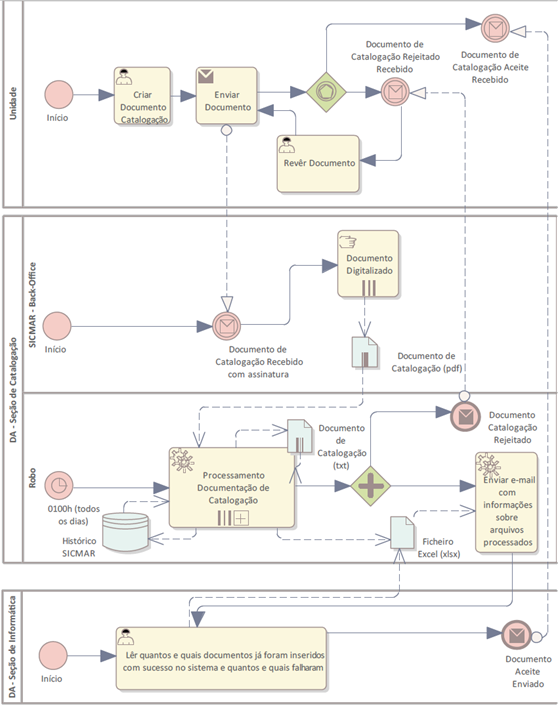 Unidade
Início
Criar
Documento
Catalogação
Enviar
Documento
Documento de
Catalogação Rejeitado
Recebido
Documento de
Catalogação Aceite
Recebido
Revêr Documento
DA - Seção de Catalogação
SICMAR - Back-Office
Início
Documento de
Catalogação Recebido
com assinatura
Documento
Digitalizado
Documento de
Catalogação (pdf)
Robo
0100h (todos
os dias)
Histórico
SICMAR
Processamento
Documentação de
Catalogação
Documento
de
Catalogação
(txt)
Documento
Catalogação
Rejeitado
Ficheiro
Excel (xlsx)
Enviar e-mail
com
informações
sobre
arquivos
processados
DA - Seção de Informática
Início
Lêr quantos e quais documentos já foram inseridos
com sucesso no sistema e quantos e quais falharam
Documento
Aceite
Enviado